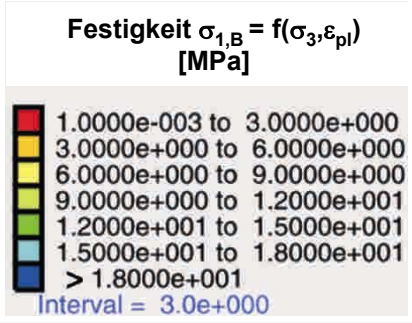 Festigkeit σ1,B = f(σ3,εpl)
[MPa]
1.0000e-003 to 3.0000e+000
3.0000e+000 to 6.0000e+000
6.0000e+000 to 9.0000e+000
9.0000e+000 to 1.2000e+001
1.2000e+001 to 1.5000e+001
1.5000e+001 to 1.8000e+001
> 1.8000e+001
Interval = 3.0e+000